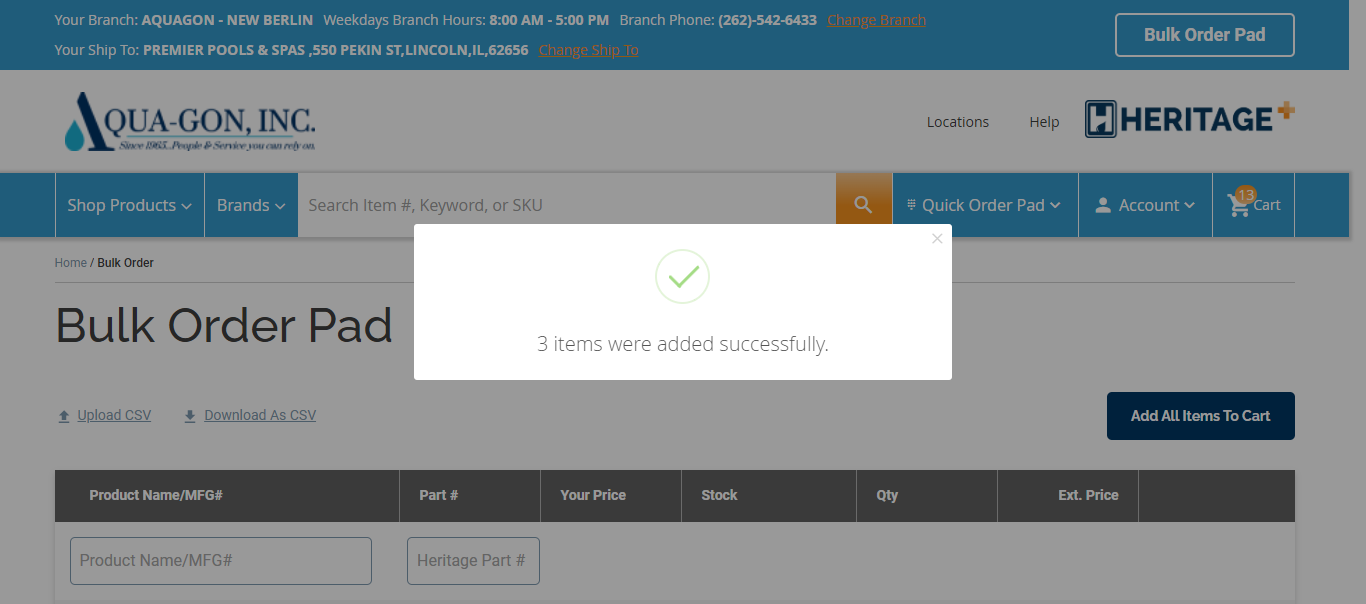 Your Branch: AQUAGON - NEW BERLIN Weekdays Branch Hours: 8:00 AM - 5:00 PM Branch Phone: (262)-542-6433 Change Branch
Your Ship To: PREMIER POOLS & SPAS ,550 PEKIN ST,LINCOLN,IL,62656 Change Ship To
Bulk Order Pad
AQUA-GON, INC.
Since 1965...People & Service you can rely on.
Locations Help HERITAGE+
Shop Products Brands Search Item #, Keyword, or SKU Quick Order Pad Account 13 Cart
Home / Bulk Order
Bulk Order Pad
3 items were added successfully.
Upload CSV Download As CSV Add All Items To Cart
Product Name/MFG# Part # Your Price Stock Qty Ext. Price
Product Name/MFG# Heritage Part #